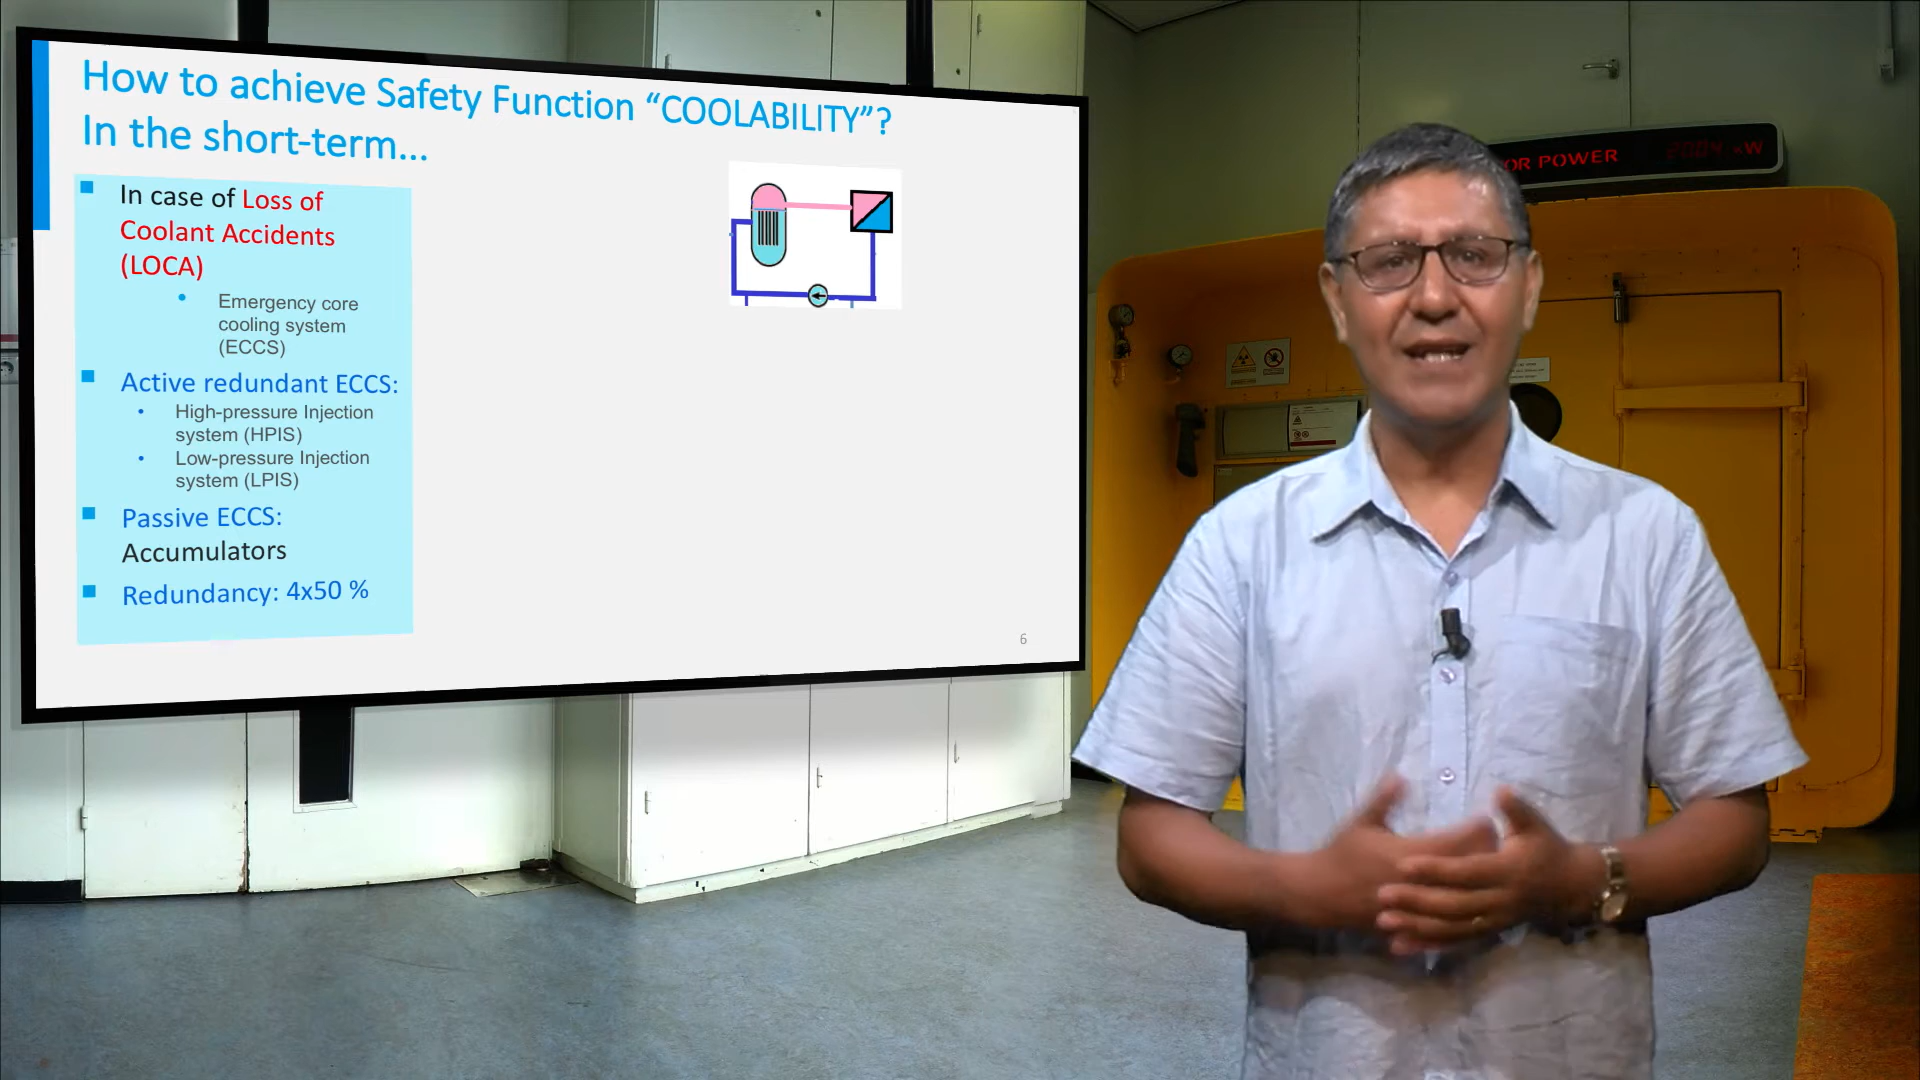 How to achieve Safety Function “COOLABILITY”?
In the short-term...
In case of Loss of
Coolant Accidents
(LOCA)
Emergency core
cooling system
(ECCS)
Active redundant ECCS:
High-pressure Injection
system (HPIS)
Low-pressure Injection
system (LPIS)
Passive ECCS:
Accumulators
Redundancy: 4x50 %
6
OR POWER